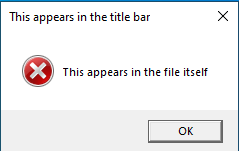 This appears in the title bar
This appears in the file itself
OK